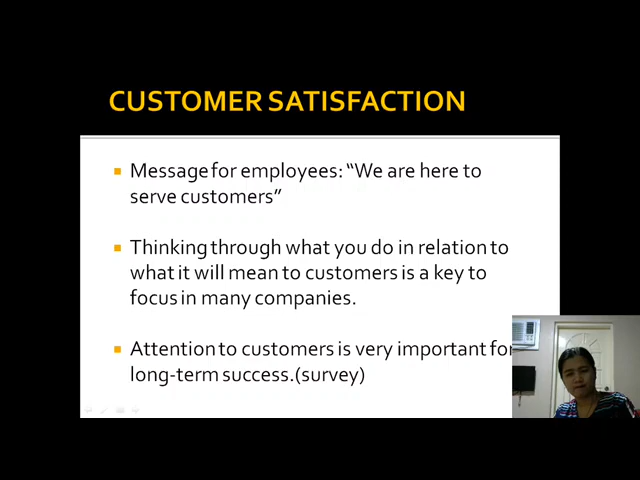 CUSTOMER SATISFACTION
Message for employees: “We are here to
serve customers”
Thinking through what you do in relation to
what it will mean to customers is a key to
focus in many companies.
Attention to customers is very important for
long-term success.(survey)